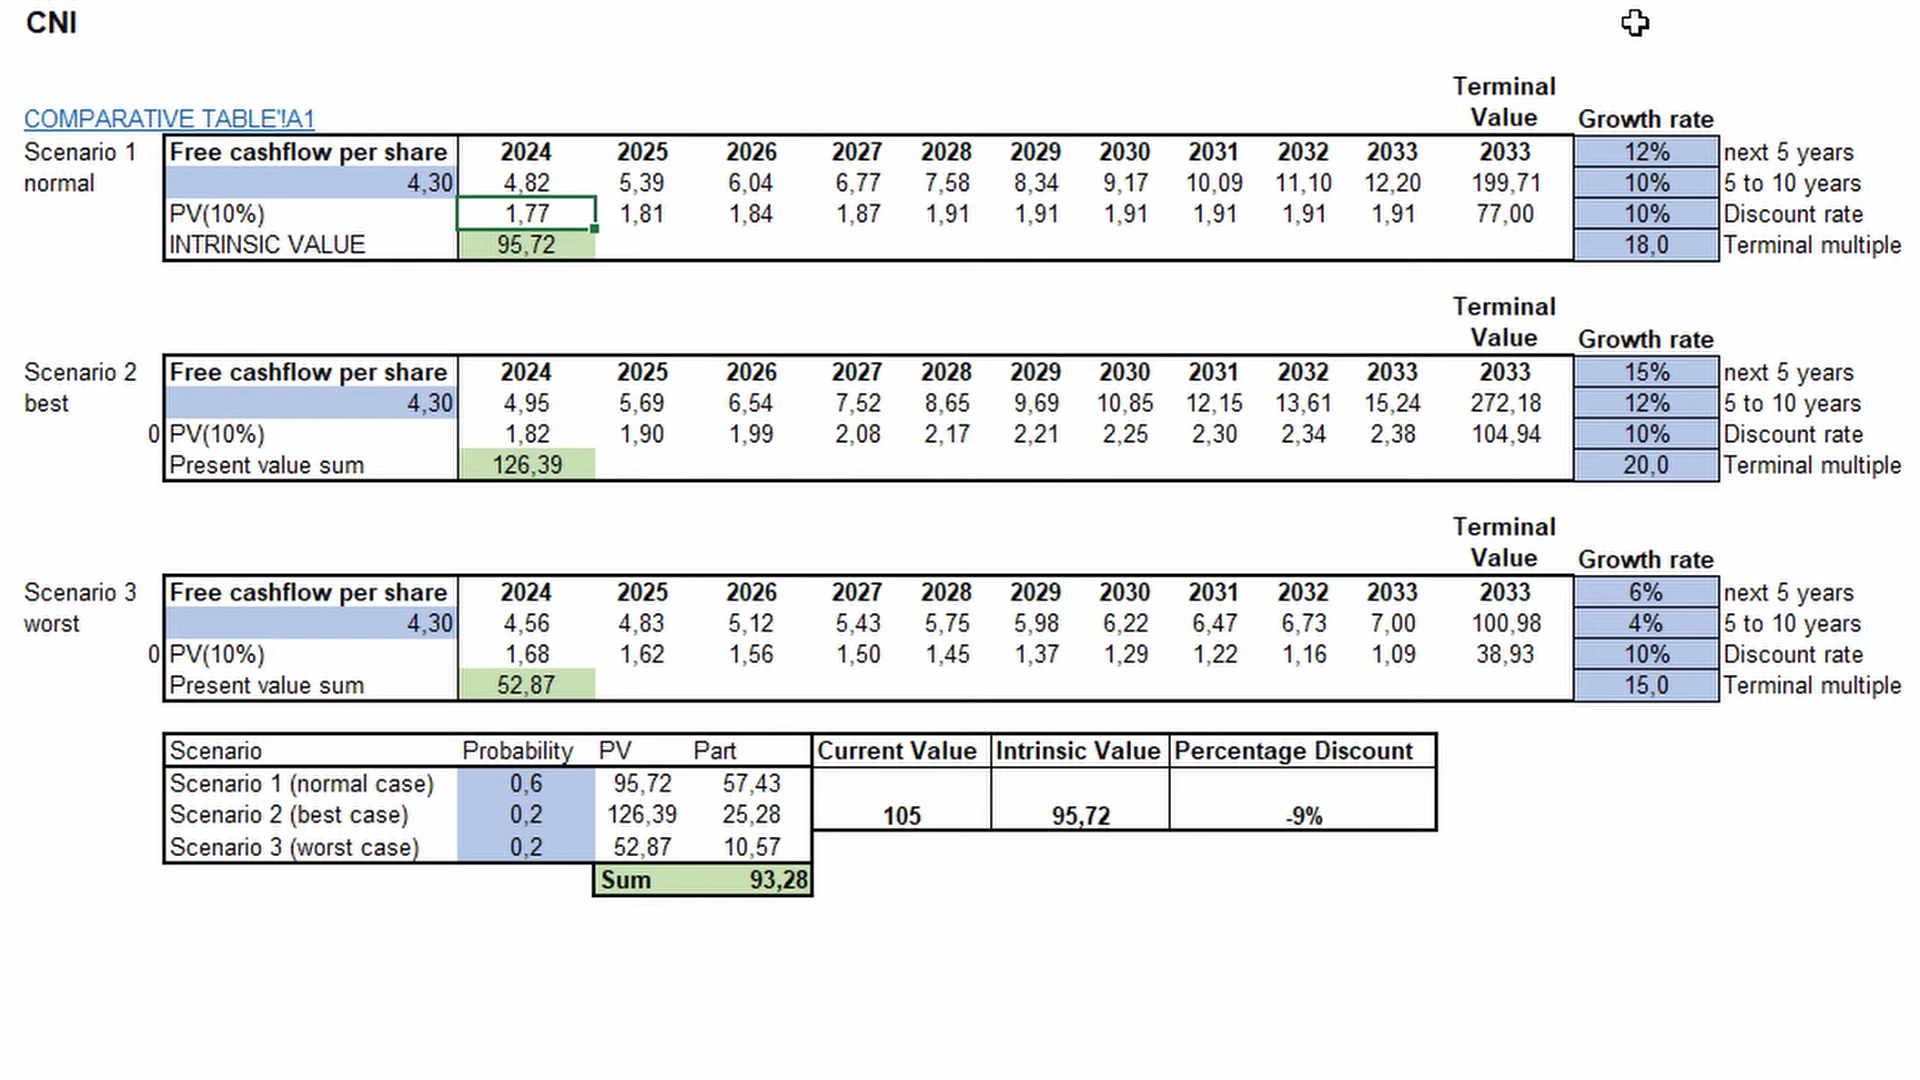 CNI
Terminal
COMPARATIVE TABLE'!A1 Value Growth rate
Scenario 1 Free cashflow per share 2024 2025 2026 2027 2028 2029 2030 2031 2032 2033 2033 12% next 5 years
normal 4,30 4,82 5,39 6,04 6,77 7,58 8,34 9,17 10,09 11,10 12,20 199,71 10% 5 to 10 years
PV(10%) 1,77 1,81 1,84 1,87 1,91 1,91 1,91 1,91 1,91 1,91 77,00 10% Discount rate
INTRINSIC VALUE 95,72 18,0 Terminal multiple
Terminal
Value Growth rate
Scenario 2 Free cashflow per share 2024 2025 2026 2027 2028 2029 2030 2031 2032 2033 2033 15% next 5 years
best 4,30 4,95 5,69 6,54 7,52 8,65 9,69 10,85 12,15 13,61 15,24 272,18 12% 5 to 10 years
0 PV(10%) 1,82 1,90 1,99 2,08 2,17 2,21 2,25 2,30 2,34 2,38 104,94 10% Discount rate
Present value sum 126,39 20,0 Terminal multiple
Terminal
Value Growth rate
Scenario 3 Free cashflow per share 2024 2025 2026 2027 2028 2029 2030 2031 2032 2033 2033 6% next 5 years
worst 4,30 4,56 4,83 5,12 5,43 5,75 5,98 6,22 6,47 6,73 7,00 100,98 4% 5 to 10 years
0 PV(10%) 1,68 1,62 1,56 1,50 1,45 1,37 1,29 1,22 1,16 1,09 38,93 10% Discount rate
Present value sum 52,87 15,0 Terminal multiple
Scenario Probability PV Part Current Value Intrinsic Value Percentage Discount
Scenario 1 (normal case) 0,6 95,72 57,43
Scenario 2 (best case) 0,2 126,39 25,28 105 95,72 -9%
Scenario 3 (worst case) 0,2 52,87 10,57
Sum 93,28